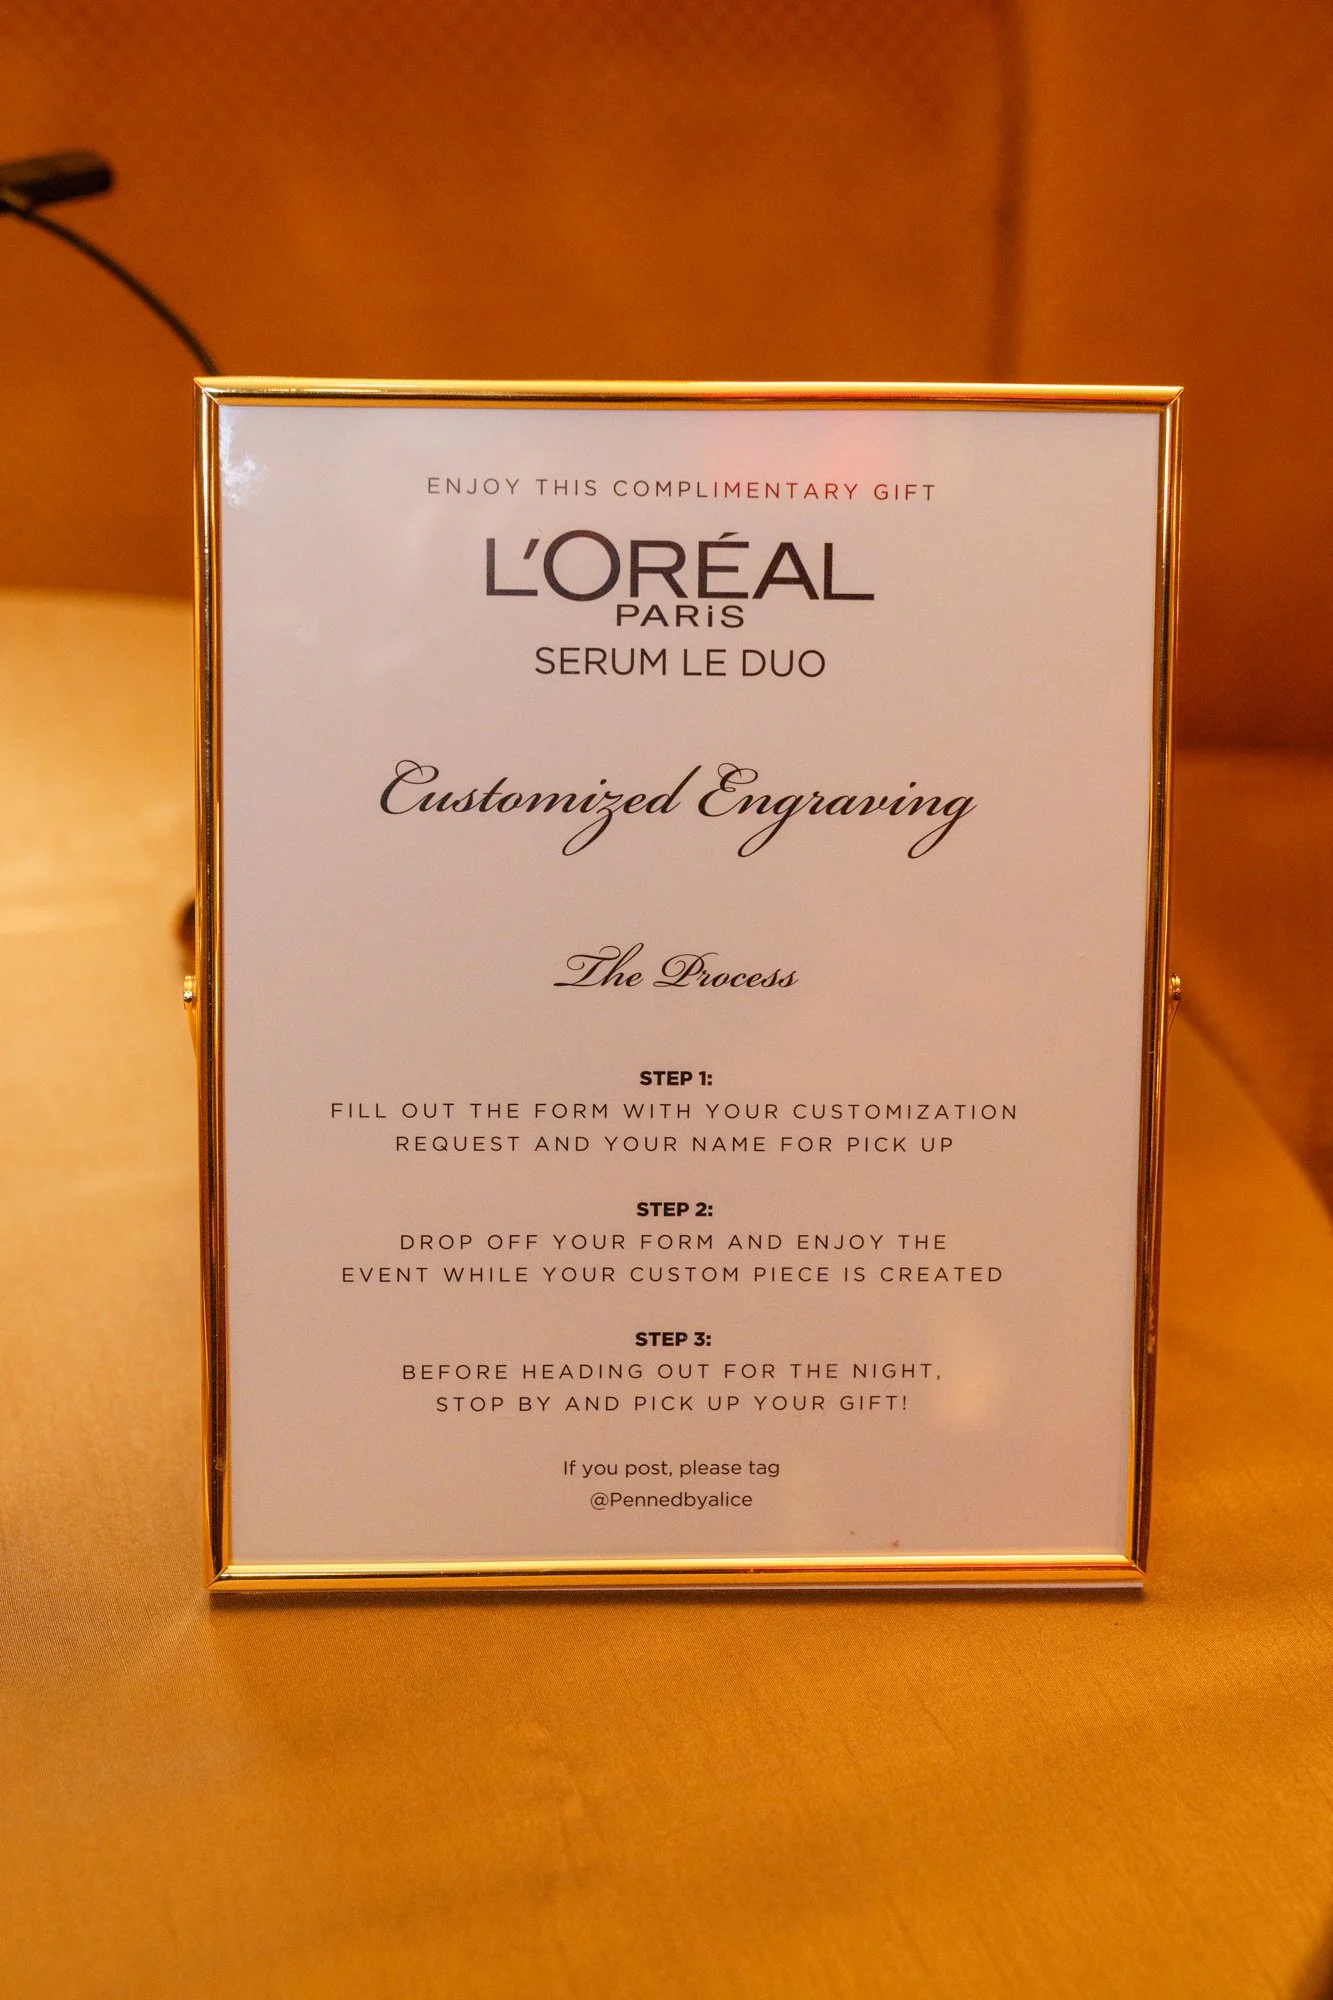 ENJOY THIS COMPLIMENTARY GIFT
L'ORÉAL
PARiS
SERUM LE DUO
Customized Engraving
The Process
STEP 1:
FILL OUT THE FORM WITH YOUR CUSTOMIZATION
REQUEST AND YOUR NAME FOR PICK UP
STEP 2:
DROP OFF YOUR FORM AND ENJOY THE
EVENT WHILE YOUR CUSTOM PIECE IS CREATED
STEP 3:
BEFORE HEADING OUT FOR THE NIGHT,
STOP BY AND PICK UP YOUR GIFT!
If you post, please tag
@Pennedbyalice